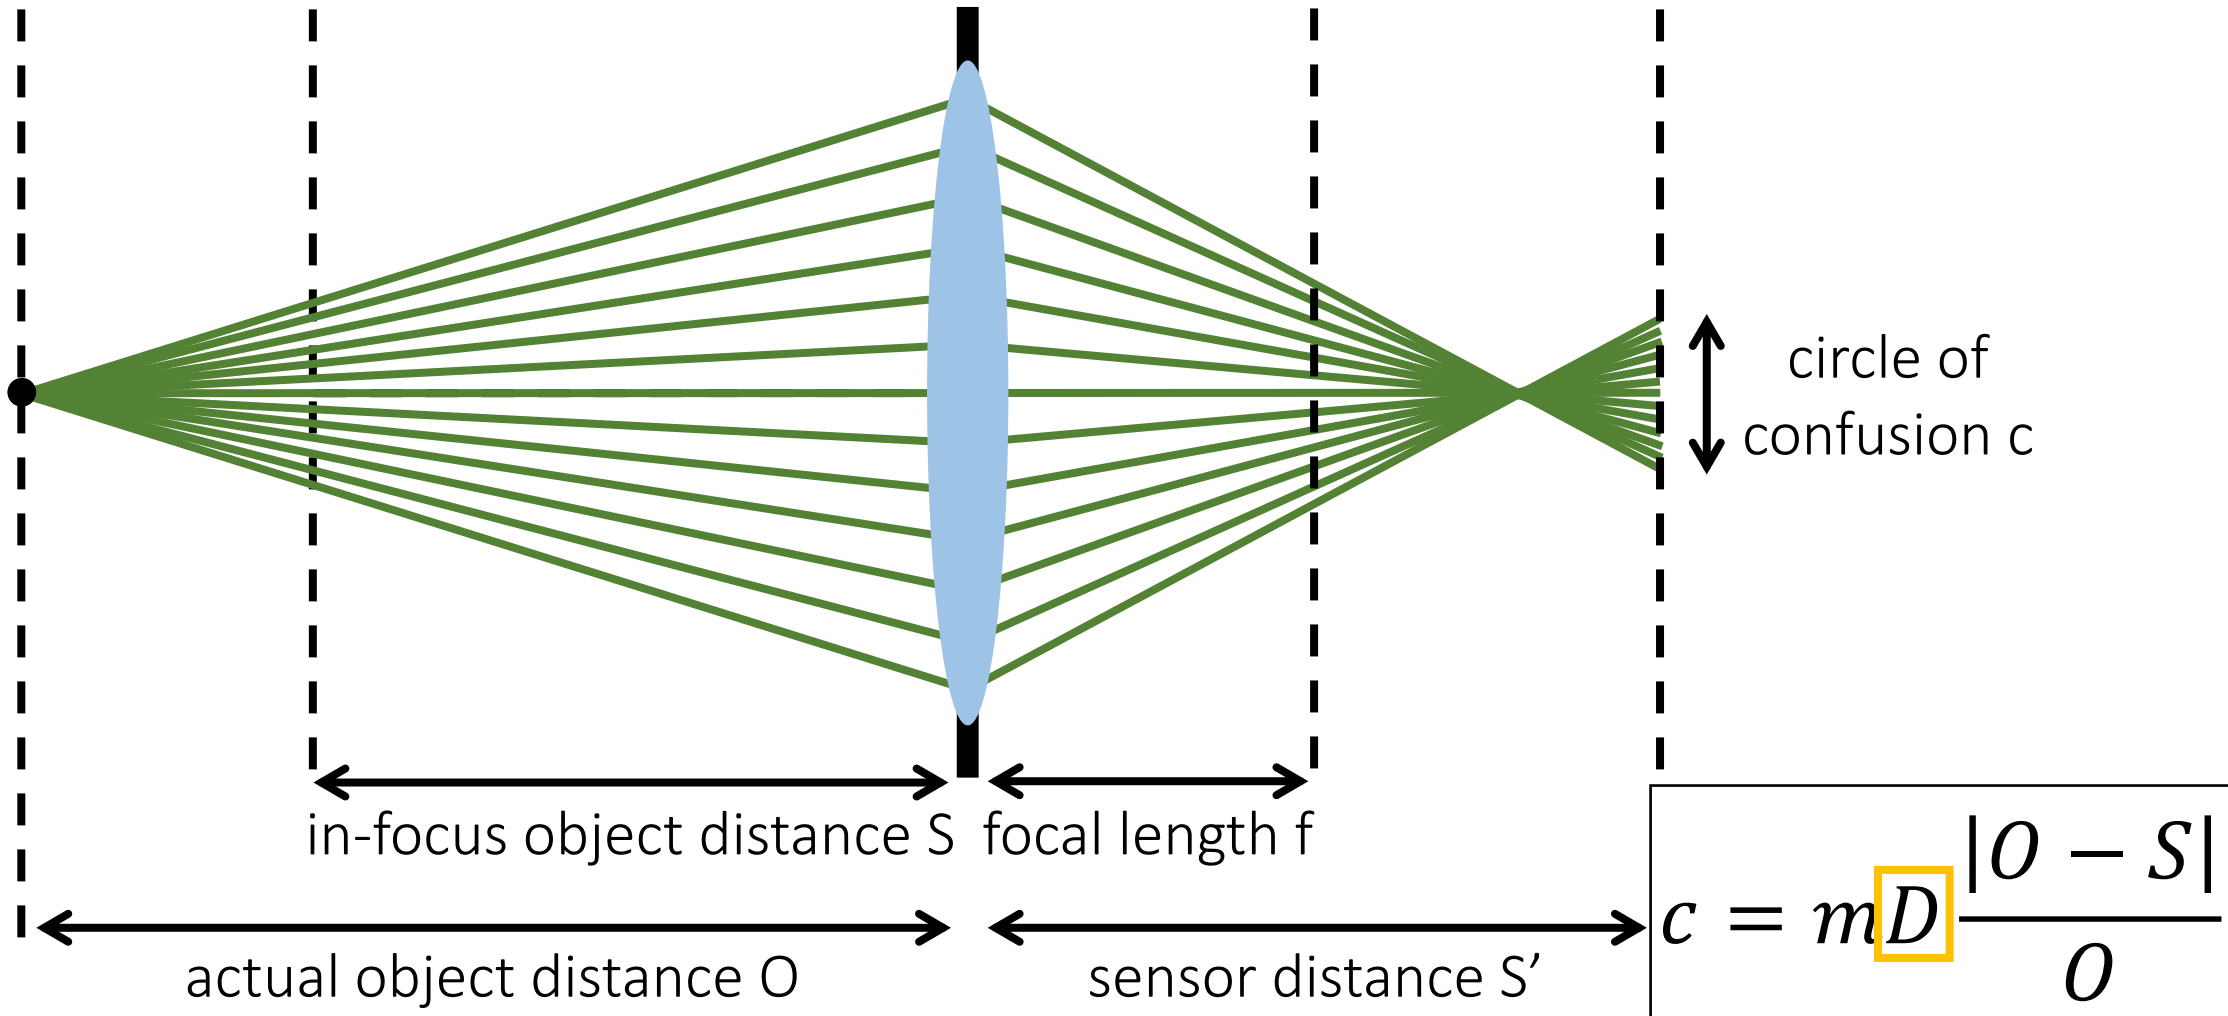 circle of
confusion c
in-focus object distance S
focal length f
actual object distance O
sensor distance S’
c = mD |O − S| / O